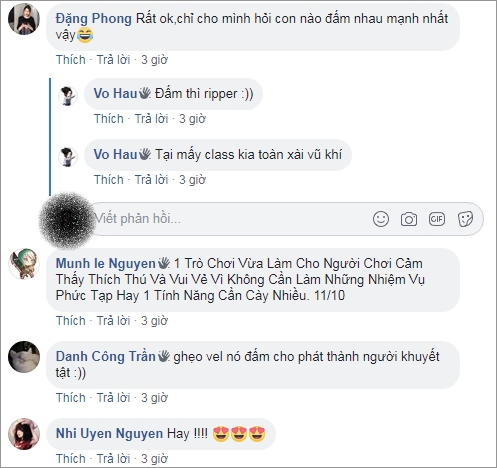 Đặng Phong Rất ok,chỉ cho mình hỏi con nào đấm nhau mạnh nhất
vậy😂
Thích · Trả lời · 3 giờ
Vo Hau Đấm thì ripper :))
Thích · Trả lời · 3 giờ
Vo Hau Tại mấy class kia toàn xài vũ khí
Thích · Trả lời · 3 giờ
Viết phản hồi...
GIF
Munh le Nguyen 1 Trò Chơi Vừa Làm Cho Người Chơi Cảm
Thấy Thích Thú Và Vui Vẻ Vì Không Cần Làm Những Nhiệm Vụ
Phức Tạp Hay 1 Tính Năng Cần Cày Nhiều. 11/10
Thích · Trả lời · 3 giờ
Danh Công Trần ghẹo vel nó đấm cho phát thành người khuyết
tật :))
Thích · Trả lời · 3 giờ
Nhi Uyen Nguyen Hay !!!! 😍😍😍
Thích · Trả lời · 3 giờ